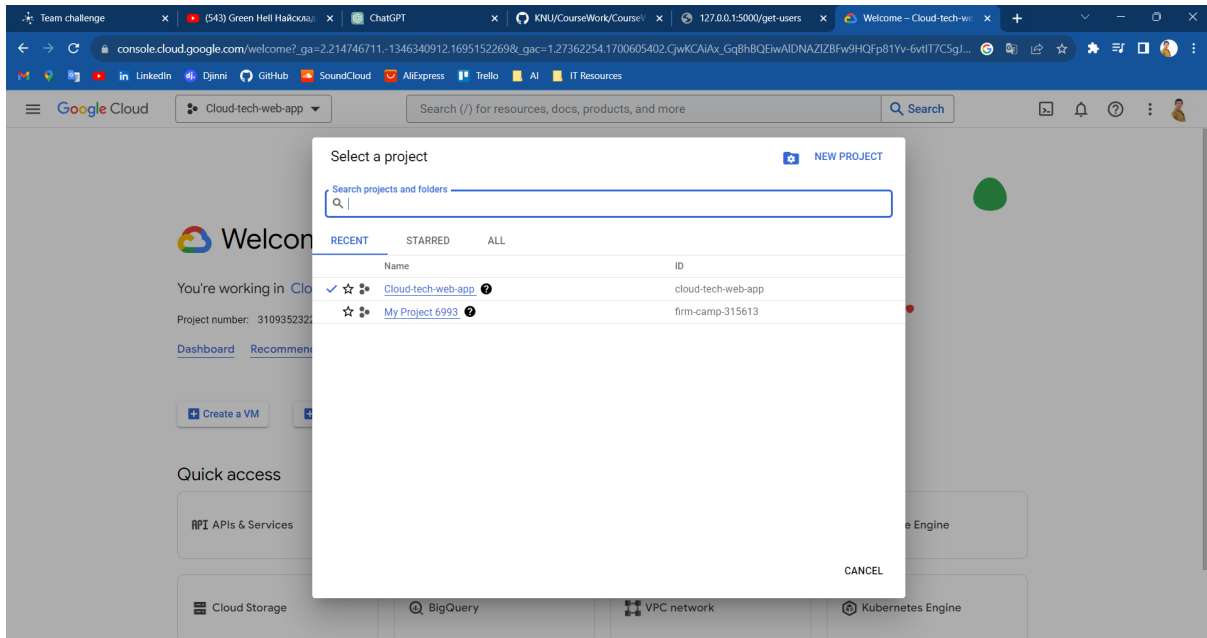 Team challenge
(543) Green Hell Найсклад
ChatGPT
KNU/CourseWork/CourseV
127.0.0.1:5000/get-users
Welcome – Cloud-tech-we
console.cloud.google.com/welcome?_ga=2.214746711.-1346340912.1695152269&_gac=1.27362254.1700605402.CjwKCAiAx_GqBhBQEiwAlDNAZlZBFw9HQFp81Yv-6vtIT7C5gJ...
in LinkedIn
dj. Djinni
GitHub
SoundCloud
AliExpress
Trello
AI
IT Resources
Google Cloud
Cloud-tech-web-app
Search (/) for resources, docs, products, and more
Search
Select a project
NEW PROJECT
Search projects and folders
RECENT STARRED ALL
Name ID
Cloud-tech-web-app cloud-tech-web-app
My Project 6993 firm-camp-315613
CANCEL
Welcon
You're working in Clo
Project number: 3109352322
Dashboard Recommen
Create a VM
Quick access
API APIs & Services
e Engine
Cloud Storage
BigQuery
VPC network
Kubernetes Engine